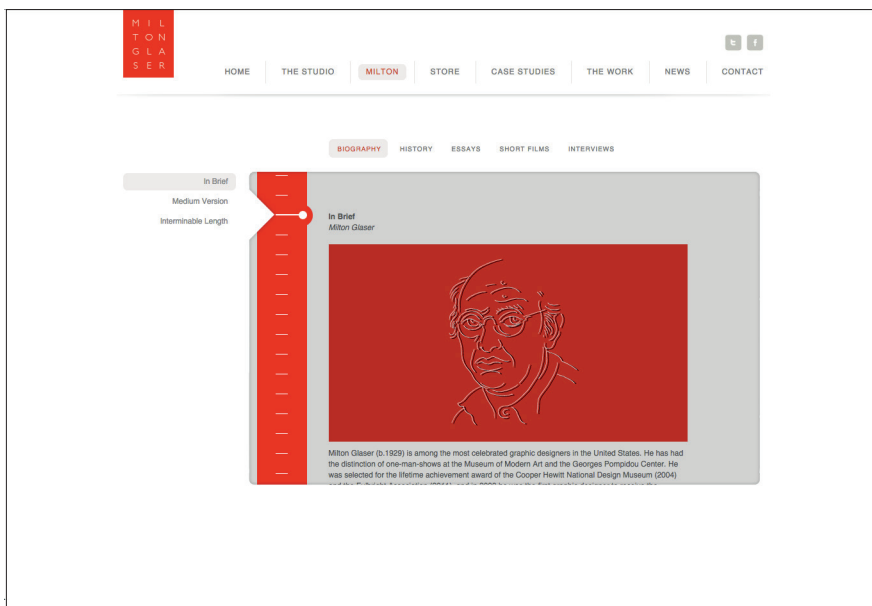 MIL
TON
GLA
SER
HOME THE STUDIO MILTON STORE CASE STUDIES THE WORK NEWS CONTACT
BIOGRAPHY HISTORY ESSAYS SHORT FILMS INTERVIEWS
In Brief
Medium Version
Interminable Length
In Brief
Milton Glaser
Milton Glaser (b.1929) is among the most celebrated graphic designers in the United States. He has had
the distinction of one-man-shows at the Museum of Modern Art and the Georges Pompidou Center. He
was selected for the lifetime achievement award of the Cooper Hewitt National Design Museum (2004)